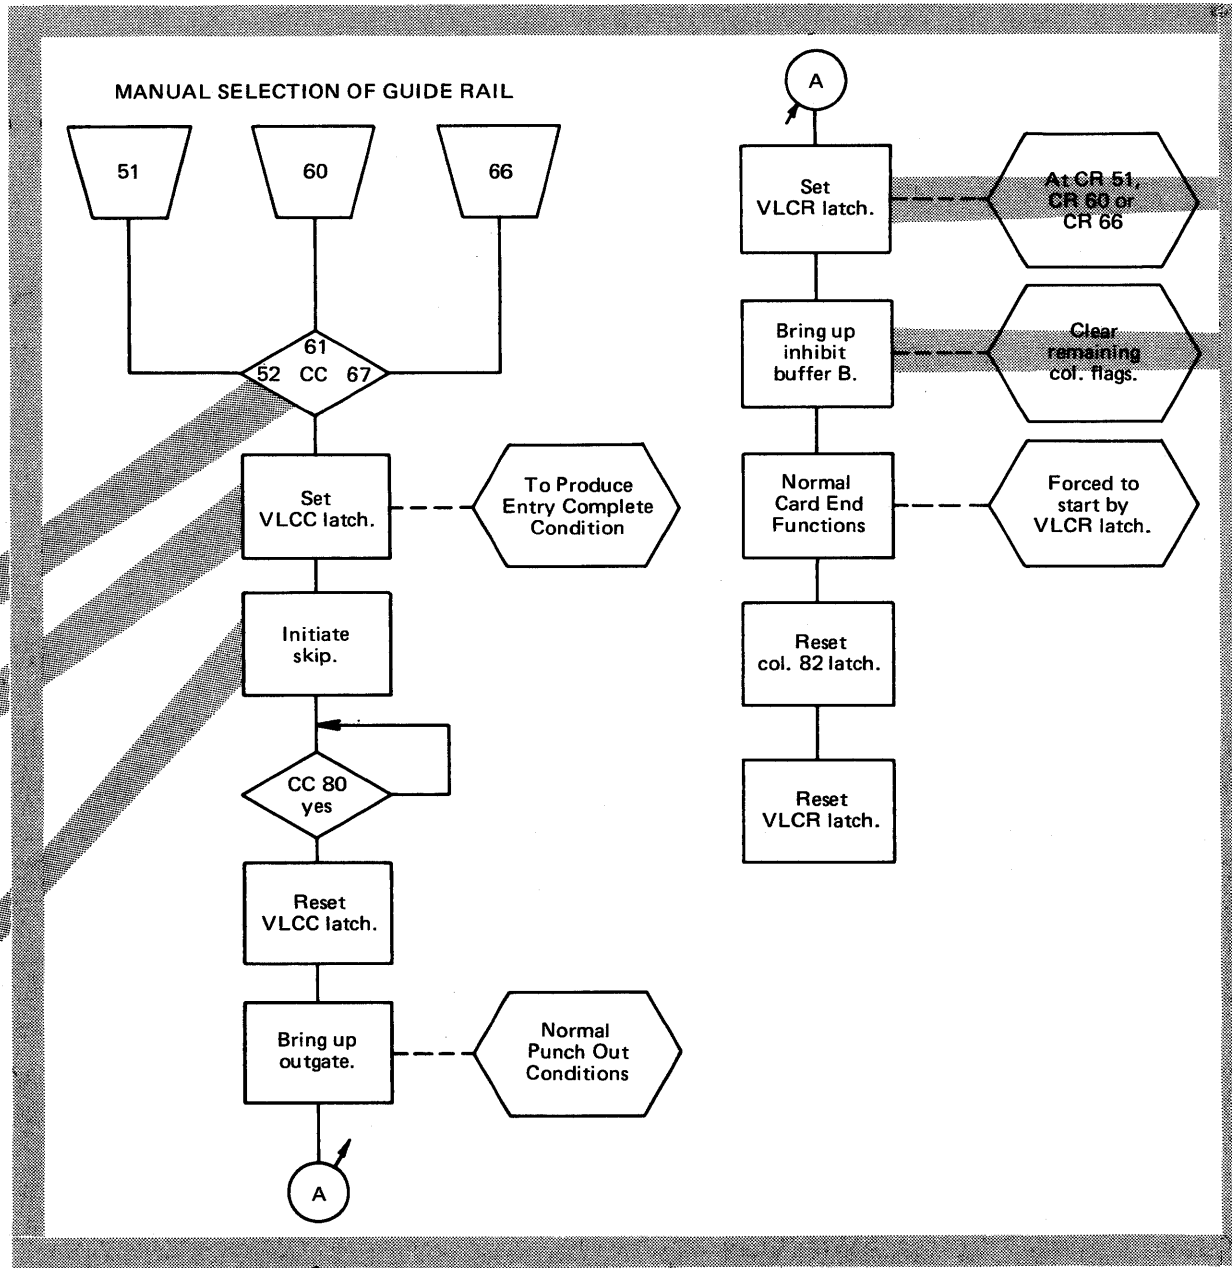 MANUAL SELECTION OF GUIDE RAIL
51
60
66
61
52 CC 67
Set
VLCC latch.
To Produce
Entry Complete
Condition
Initiate
skip.
CC 80
yes
Reset
VLCC latch.
Bring up
outgate.
Normal
Punch Out
Conditions
A
A
Set
VLCR latch.
At CR 51,
CR 60 or
CR 66
Bring up
inhibit
buffer B.
Clear
remaining
col. flags.
Normal
Card End
Functions
Forced to
start by
VLCR latch.
Reset
col. 82 latch.
Reset
VLCR latch.